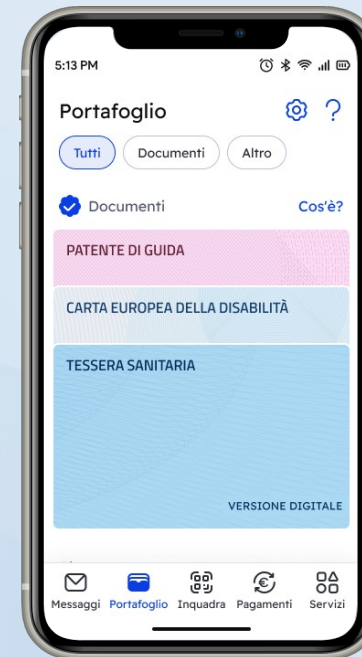 5:13 PM
Portafoglio
Tutti Documenti Altro
Documenti Cos'è?
PATENTE DI GUIDA
CARTA EUROPEA DELLA DISABILITÀ
TESSERA SANITARIA
VERSIONE DIGITALE
Messaggi Portafoglio Inquadra Pagamenti Servizi